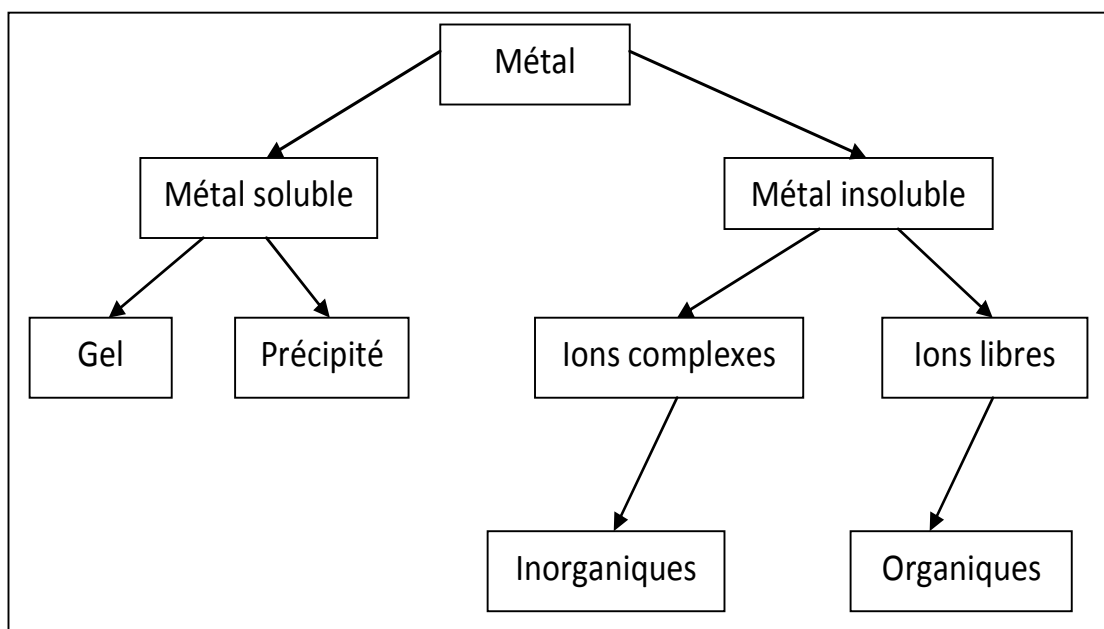 Métal
Métal soluble
Métal insoluble
Gel
Précipité
Ions complexes
Ions libres
Inorganiques
Organiques